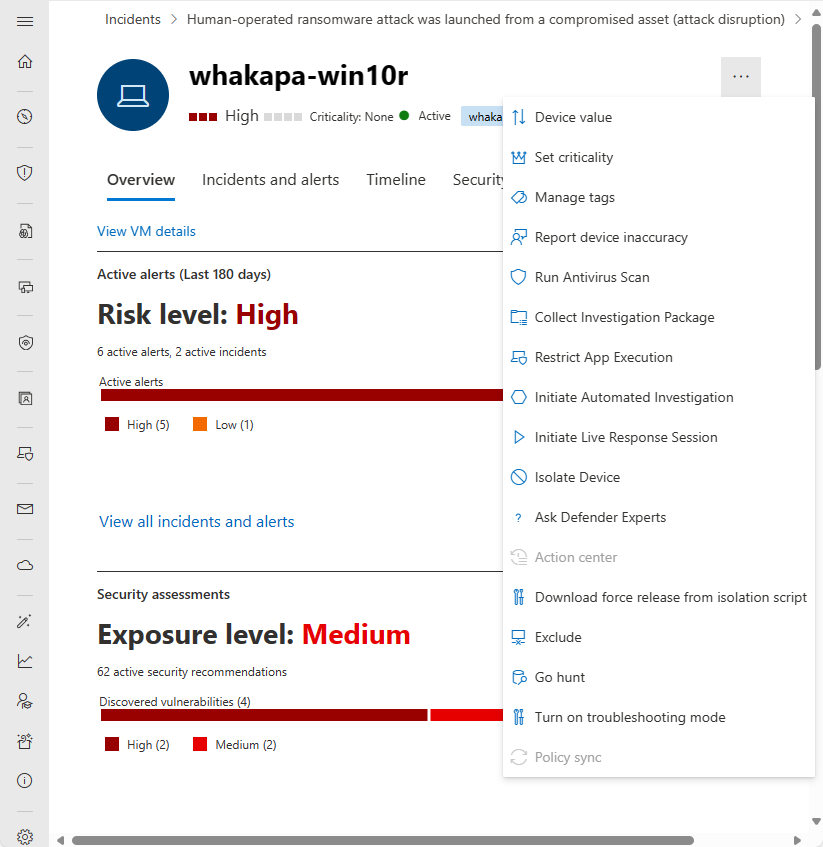 Incidents > Human-operated ransomware attack was launched from a compromised asset (attack disruption) >
whakapa-win10r
...
High Criticality: None Active whaka
Overview Incidents and alerts Timeline Security
View VM details
Active alerts (Last 180 days)
Risk level: High
6 active alerts, 2 active incidents
Active alerts
High (5) Low (1)
View all incidents and alerts
Security assessments
Exposure level: Medium
62 active security recommendations
Discovered vulnerabilities (4)
High (2) Medium (2)
Device value
Set criticality
Manage tags
Report device inaccuracy
Run Antivirus Scan
Collect Investigation Package
Restrict App Execution
Initiate Automated Investigation
Initiate Live Response Session
Isolate Device
? Ask Defender Experts
Action center
Download force release from isolation script
Exclude
Go hunt
Turn on troubleshooting mode
Policy sync